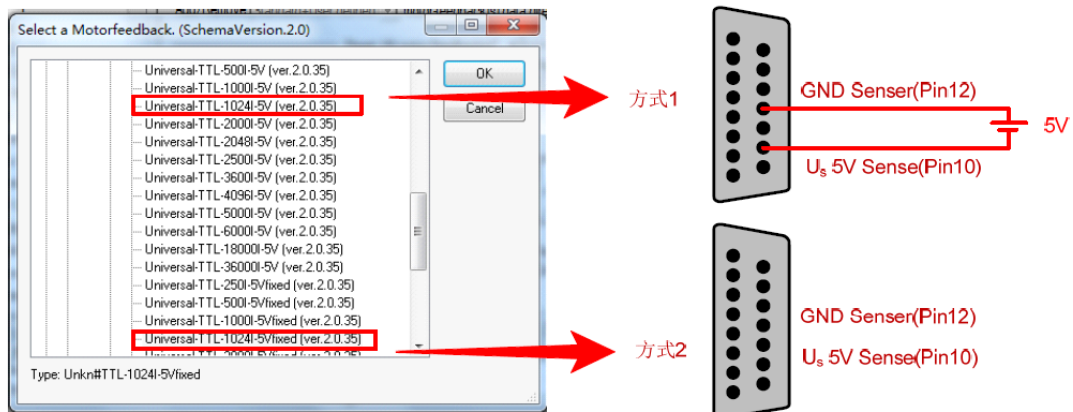 Select a Motorfeedback. (SchemaVersion.2.0)
Universal-TTL-500I-5V (ver.2.0.35)
Universal-TTL-1000I-5V (ver.2.0.35)
Universal-TTL-1024I-5V (ver.2.0.35)
Universal-TTL-2000I-5V (ver.2.0.35)
Universal-TTL-2048I-5V (ver.2.0.35)
Universal-TTL-2500I-5V (ver.2.0.35)
Universal-TTL-3600I-5V (ver.2.0.35)
Universal-TTL-4096I-5V (ver.2.0.35)
Universal-TTL-5000I-5V (ver.2.0.35)
Universal-TTL-6000I-5V (ver.2.0.35)
Universal-TTL-18000I-5V (ver.2.0.35)
Universal-TTL-36000I-5V (ver.2.0.35)
Universal-TTL-250I-5Vfixed (ver.2.0.35)
Universal-TTL-500I-5Vfixed (ver.2.0.35)
Universal-TTL-1000I-5Vfixed (ver.2.0.35)
Universal-TTL-1024I-5Vfixed (ver.2.0.35)
Type: Unkn#TTL-1024I-5Vfixed
OK
Cancel
方式1
GND Senser(Pin12)
5V
Us 5V Sense(Pin10)
方式2
GND Senser(Pin12)
Us 5V Sense(Pin10)